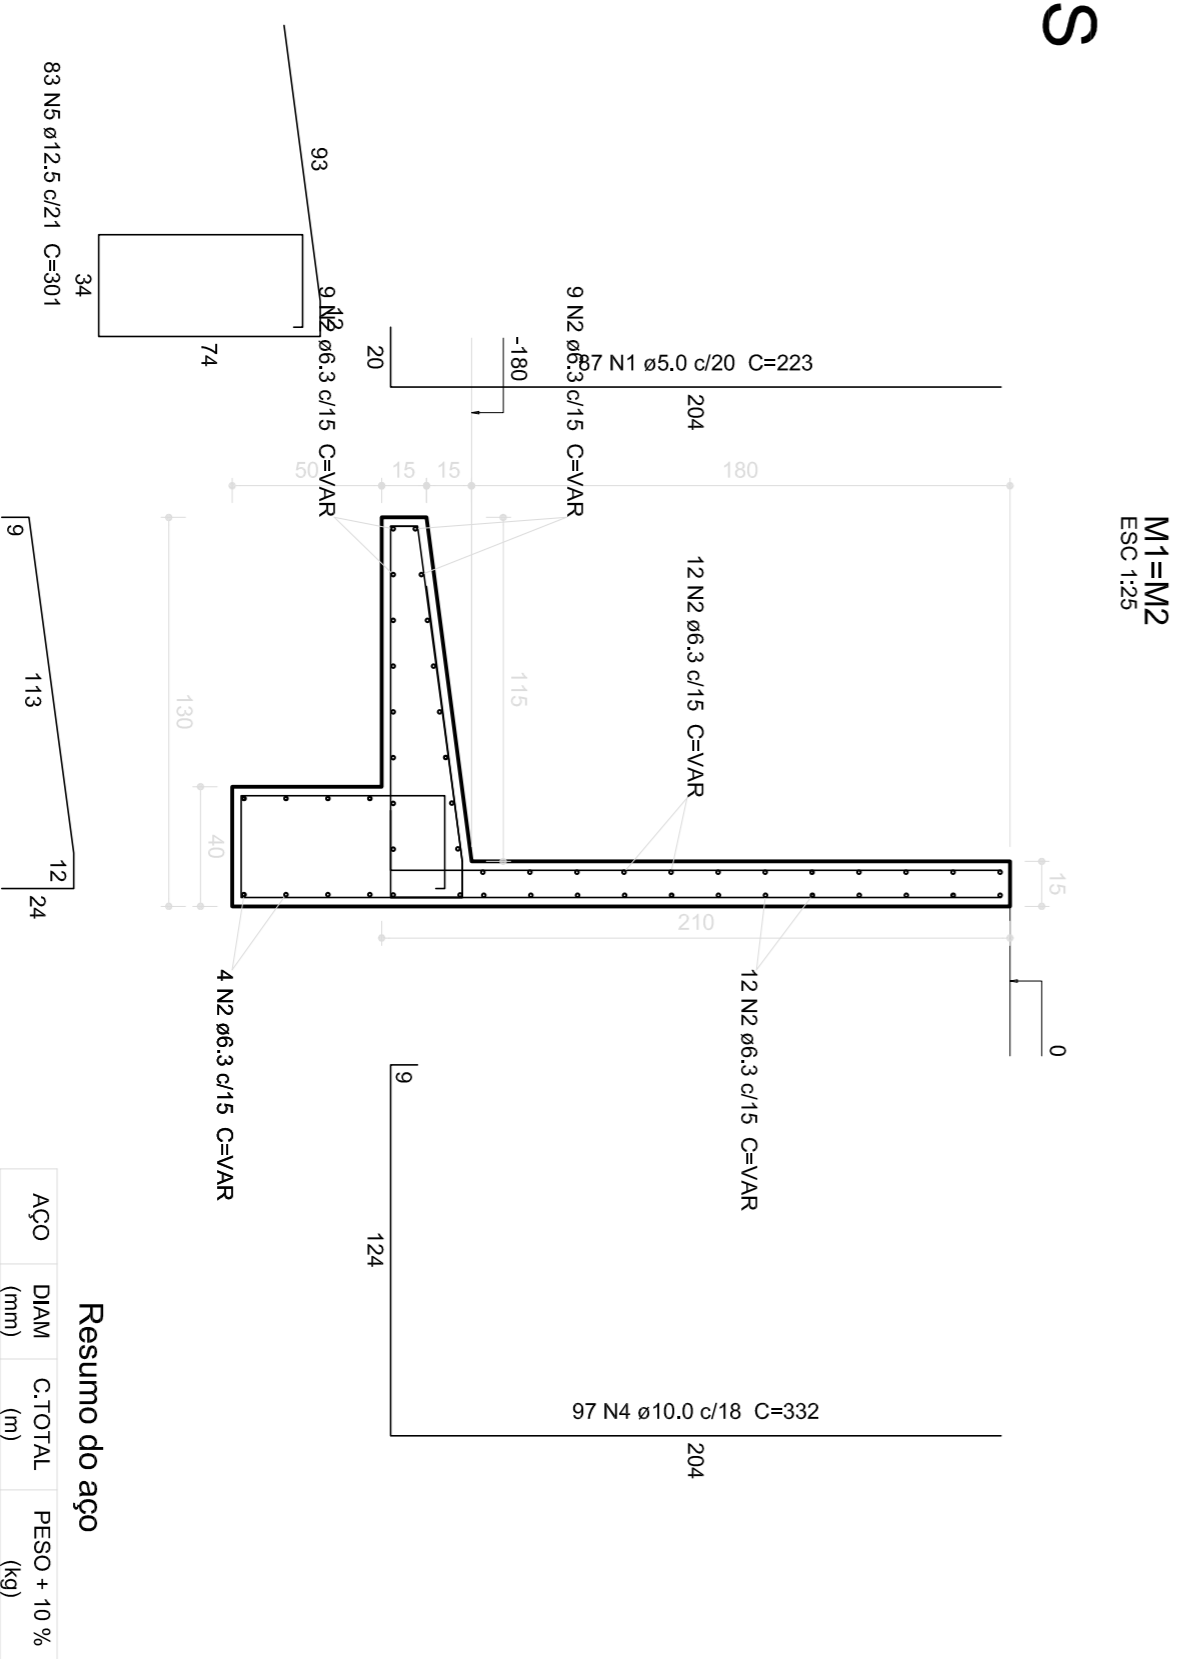 S
M1=M2
ESC 1:25
87 N1 ø5.0 c/20 C=223
204
20
-180
9 N2 ø6.3 c/15 C=VAR
9 N2 ø6.3 c/15 C=VAR
12 N2 ø6.3 c/15 C=VAR
180
15
15
50
115
130
40
15
210
0
12 N2 ø6.3 c/15 C=VAR
4 N2 ø6.3 c/15 C=VAR
93
12
34
74
83 N5 ø12.5 c/21 C=301
9
113
12
24
9
124
97 N4 ø10.0 c/18 C=332
204
Resumo do aço
AÇO DIAM C.TOTAL PESO + 10 %
(mm) (m) (kg)